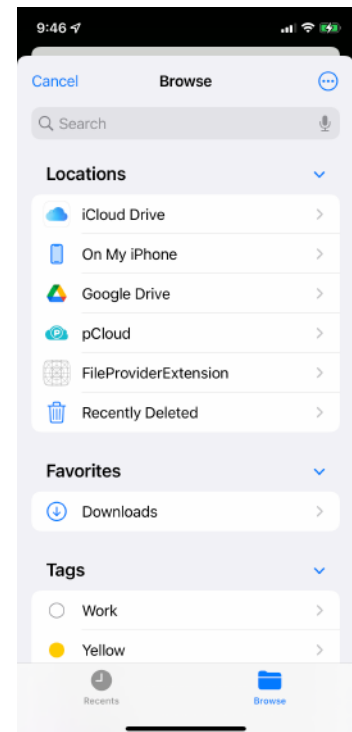 9:46
Cancel Browse
Search
Locations
iCloud Drive
On My iPhone
Google Drive
pCloud
FileProviderExtension
Recently Deleted
Favorites
Downloads
Tags
Work
Yellow
Recents Browse